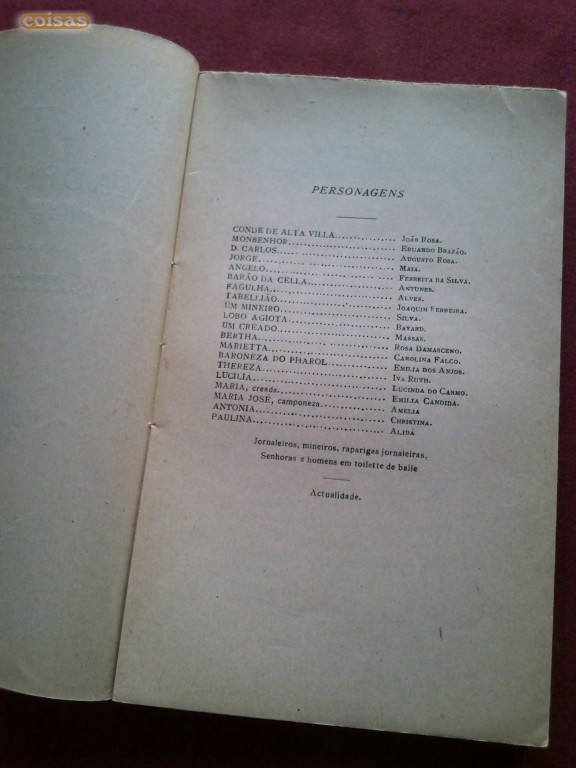 coisas
PERSONAGENS
CONDE DE ALTA VILLA............... JOÃO ROSA.
MONSENHOR........................ EDUARDO BRAZÃO.
D. CARLOS........................ AUGUSTO ROSA.
JORGE............................ MAIA.
ANGELO........................... FERREIRA DA SILVA.
BARÃO DA CELLA................... ANTUNES.
FAGULHA.......................... ALVES.
TABELLIÃO........................ JOAQUIM FERREIRA.
UM MINEIRO....................... SILVA.
LOBO AGIOTA...................... BAYARD.
UM CREADO........................ MASSAS.
BERTHA........................... ROSA DAMASCENO.
MARIETTA......................... CAROLINA FALCO.
BARONEZA DO PHAROL............... EMILIA DOS ANJOS.
THEREZA.......................... IVA RUTH.
LUCILIA.......................... LUCINDA DO CARMO.
MARIA, creada.................... EMILIA CANDIDA.
MARIA JOSÉ, camponeza............ AMELIA
ANTONIA.......................... CHRISTINA.
PAULINA.......................... ALIDÁ
Jornaleiros, mineiros, raparigas jornaleiras,
Senhoras e homens em toilette de baile
Actualidade.